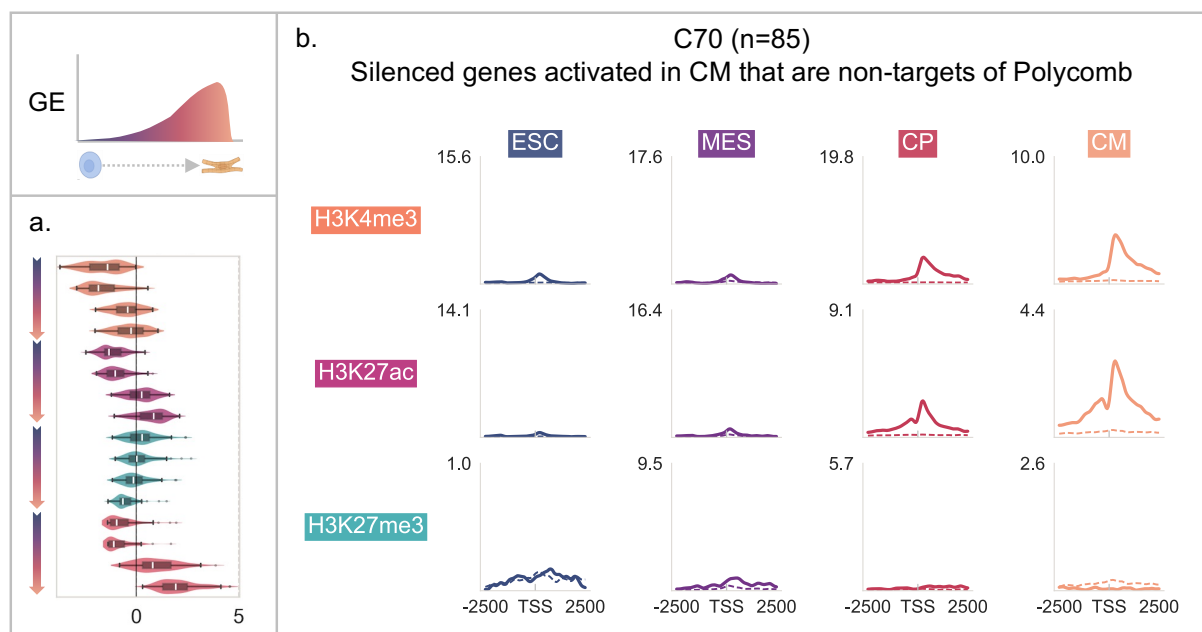 GE
a.
0 5
b.
C70 (n=85)
Silenced genes activated in CM that are non-targets of Polycomb
ESC MES CP CM
15.6 17.6 19.8 10.0
H3K4me3
14.1 16.4 9.1 4.4
H3K27ac
1.0 9.5 5.7 2.6
H3K27me3
-2500 TSS 2500 -2500 TSS 2500 -2500 TSS 2500 -2500 TSS 2500